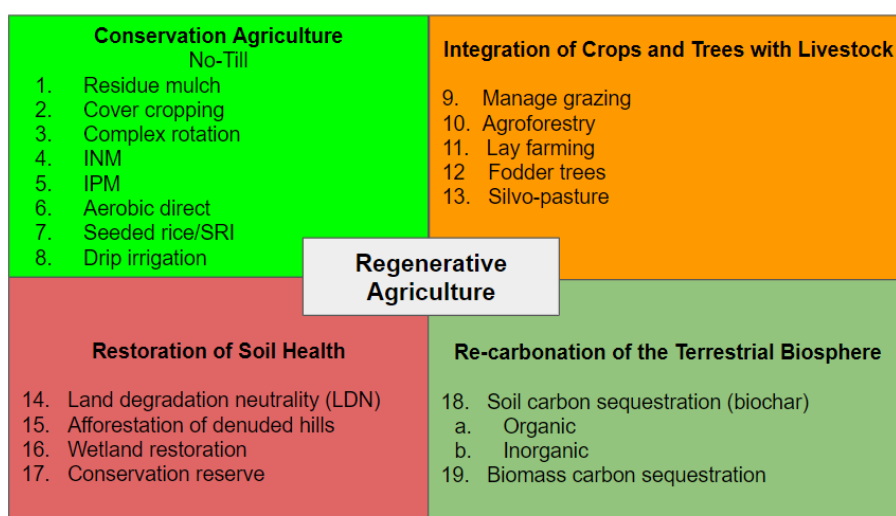 Conservation Agriculture
No-Till
1. Residue mulch
2. Cover cropping
3. Complex rotation
4. INM
5. IPM
6. Aerobic direct
7. Seeded rice/SRI
8. Drip irrigation
Integration of Crops and Trees with Livestock
9. Manage grazing
10. Agroforestry
11. Lay farming
12 Fodder trees
13. Silvo-pasture
Regenerative
Agriculture
Restoration of Soil Health
14. Land degradation neutrality (LDN)
15. Afforestation of denuded hills
16. Wetland restoration
17. Conservation reserve
Re-carbonation of the Terrestrial Biosphere
18. Soil carbon sequestration (biochar)
a. Organic
b. Inorganic
19. Biomass carbon sequestration